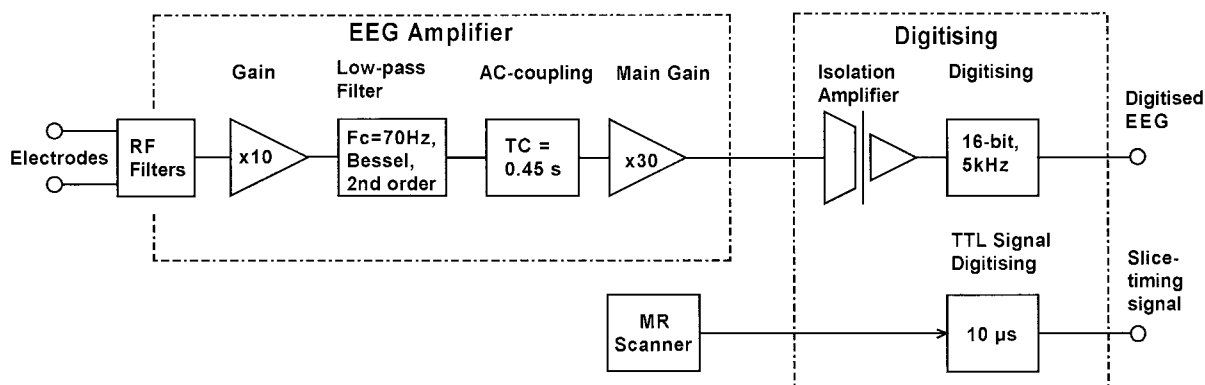 EEG Amplifier
Digitising
Gain
Low-pass
Filter
AC-coupling
Main Gain
Isolation
Amplifier
Digitising
Digitised
EEG
Electrodes
RF
Filters
x10
Fc=70Hz,
Bessel,
2nd order
TC =
0.45 s
x30
16-bit,
5kHz
TTL Signal
Digitising
Slice-
timing
signal
MR
Scanner
10 µs